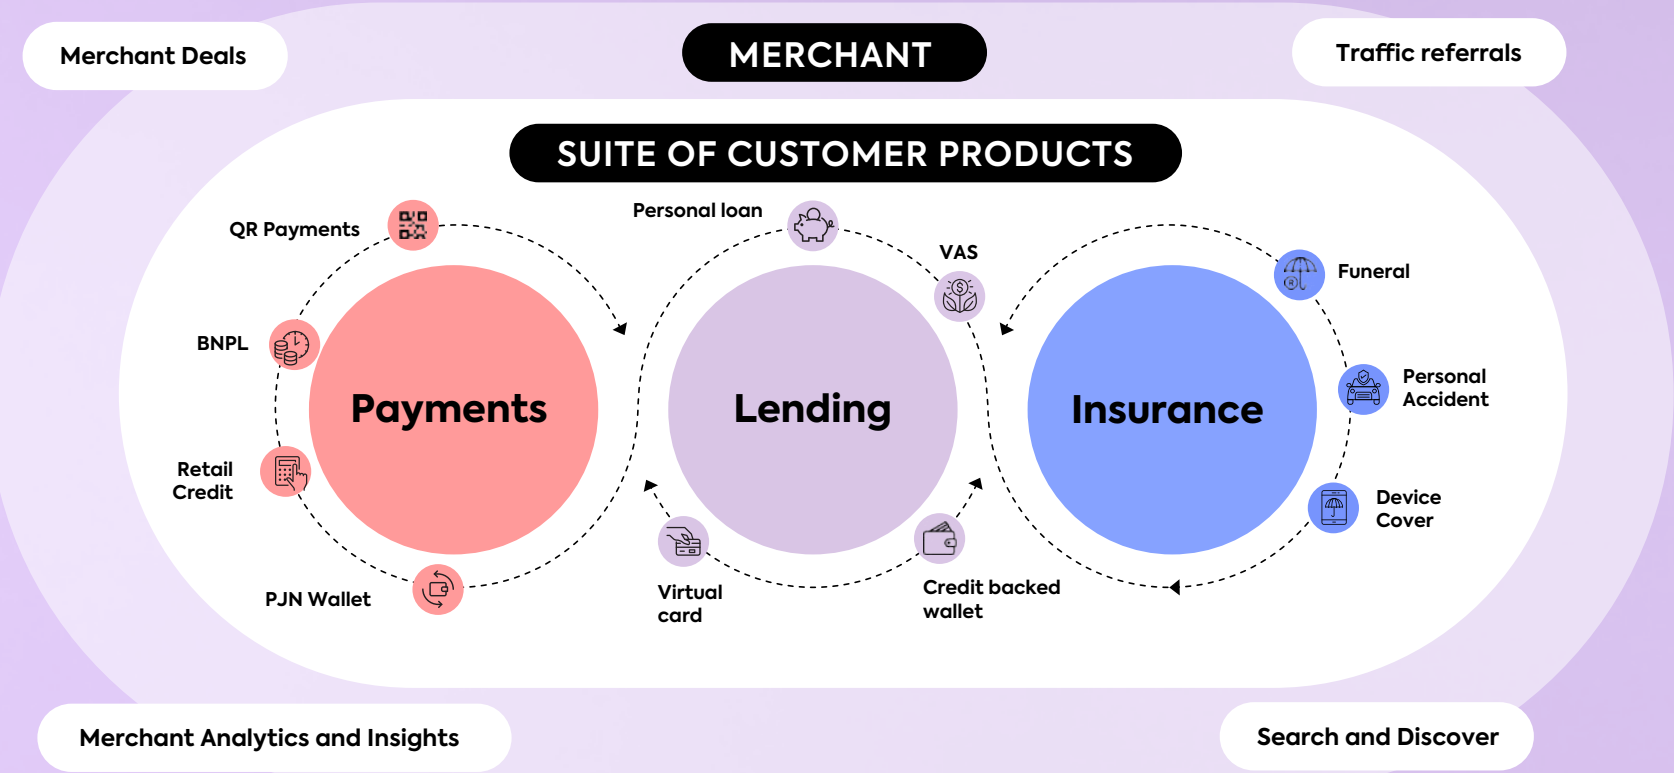 Merchant Deals
MERCHANT
Traffic referrals
SUITE OF CUSTOMER PRODUCTS
QR Payments
BNPL
Retail
Credit
PJN Wallet
Payments
Personal loan
VAS
Lending
Virtual
card
Credit backed
wallet
Insurance
Funeral
Personal
Accident
Device
Cover
Merchant Analytics and Insights
Search and Discover